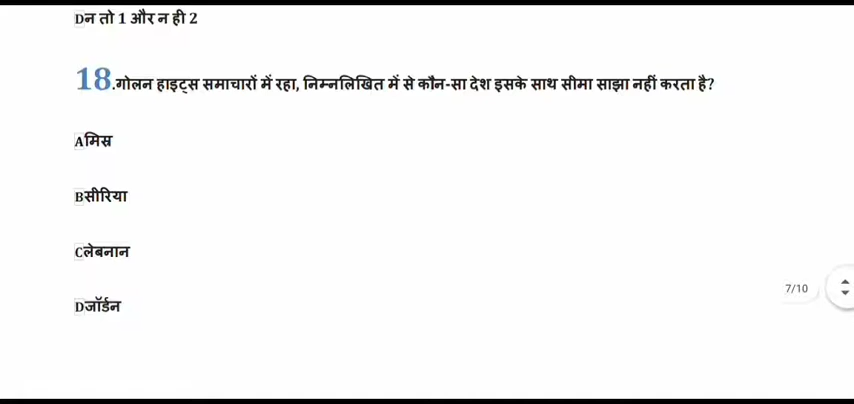 Dन तो 1 और न ही 2
18.गोलन हाइट्स समाचारों में रहा, निम्नलिखित में से कौन-सा देश इसके साथ सीमा साझा नहीं करता है?
Aमिस्र
Bसीरिया
Cलेबनान
7/10
Dजॉर्डन